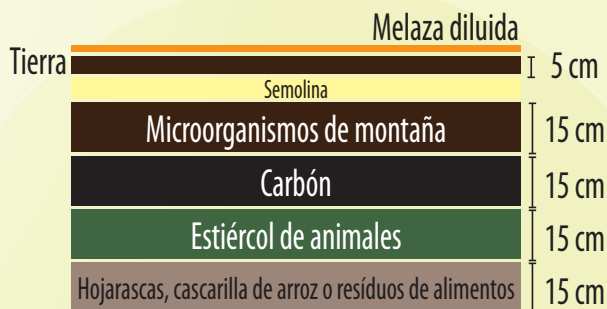 Melaza diluida
Tierra
5 cm
Semolina
Microorganismos de montaña
15 cm
Carbón
15 cm
Estiércol de animales
15 cm
Hojarascas, cascarilla de arroz o resíduos de alimentos
15 cm